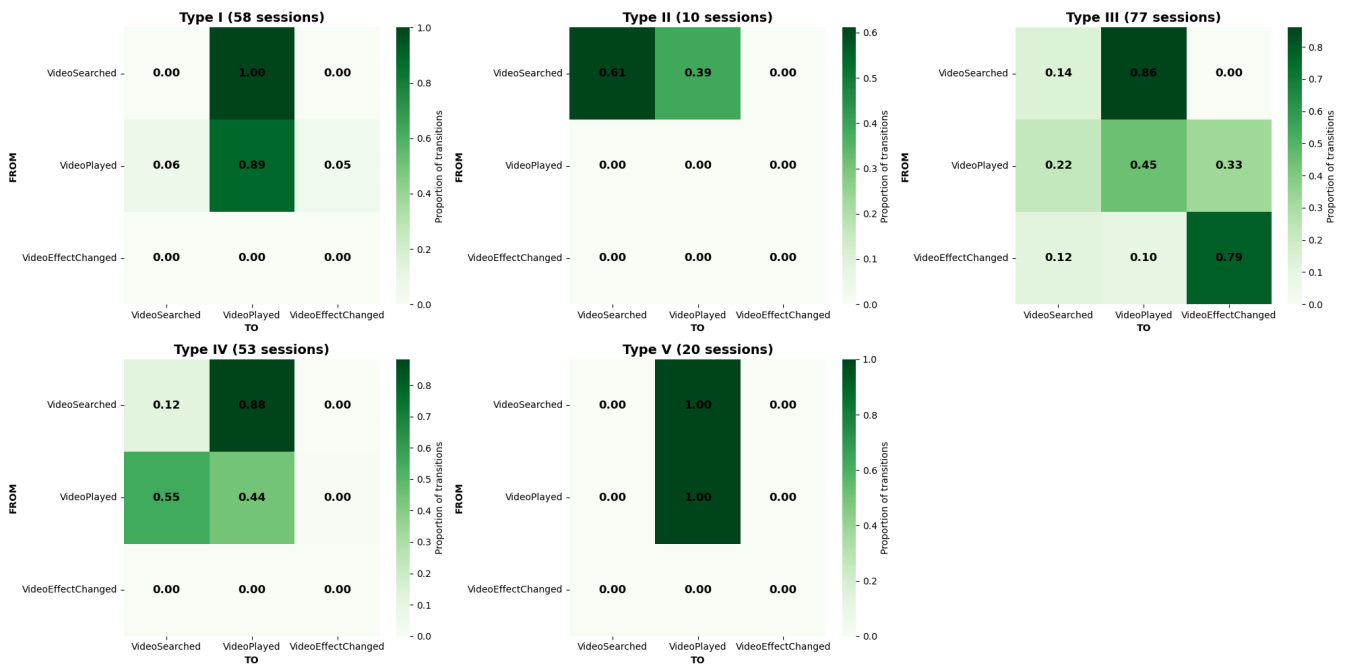 Type I (58 sessions)
FROM
VideoSearched
VideoPlayed
VideoEffectChanged
0.00 1.00 0.00
0.06 0.89 0.05
0.00 0.00 0.00
VideoSearched VideoPlayed VideoEffectChanged
TO
1.0
0.8
0.6
0.4
0.2
0.0
Proportion of transitions
Type II (10 sessions)
FROM
VideoSearched
VideoPlayed
VideoEffectChanged
0.61 0.39 0.00
0.00 0.00 0.00
0.00 0.00 0.00
VideoSearched VideoPlayed VideoEffectChanged
TO
0.6
0.5
0.4
0.3
0.2
0.1
0.0
Proportion of transitions
Type III (77 sessions)
FROM
VideoSearched
VideoPlayed
VideoEffectChanged
0.14 0.86 0.00
0.22 0.45 0.33
0.12 0.10 0.79
VideoSearched VideoPlayed VideoEffectChanged
TO
0.8
0.7
0.6
0.5
0.4
0.3
0.2
0.1
0.0
Proportion of transitions
Type IV (53 sessions)
FROM
VideoSearched
VideoPlayed
VideoEffectChanged
0.12 0.88 0.00
0.55 0.44 0.00
0.00 0.00 0.00
VideoSearched VideoPlayed VideoEffectChanged
TO
0.8
0.7
0.6
0.5
0.4
0.3
0.2
0.1
0.0
Proportion of transitions
Type V (20 sessions)
FROM
VideoSearched
VideoPlayed
VideoEffectChanged
0.00 1.00 0.00
0.00 1.00 0.00
0.00 0.00 0.00
VideoSearched VideoPlayed VideoEffectChanged
TO
1.0
0.8
0.6
0.4
0.2
0.0
Proportion of transitions